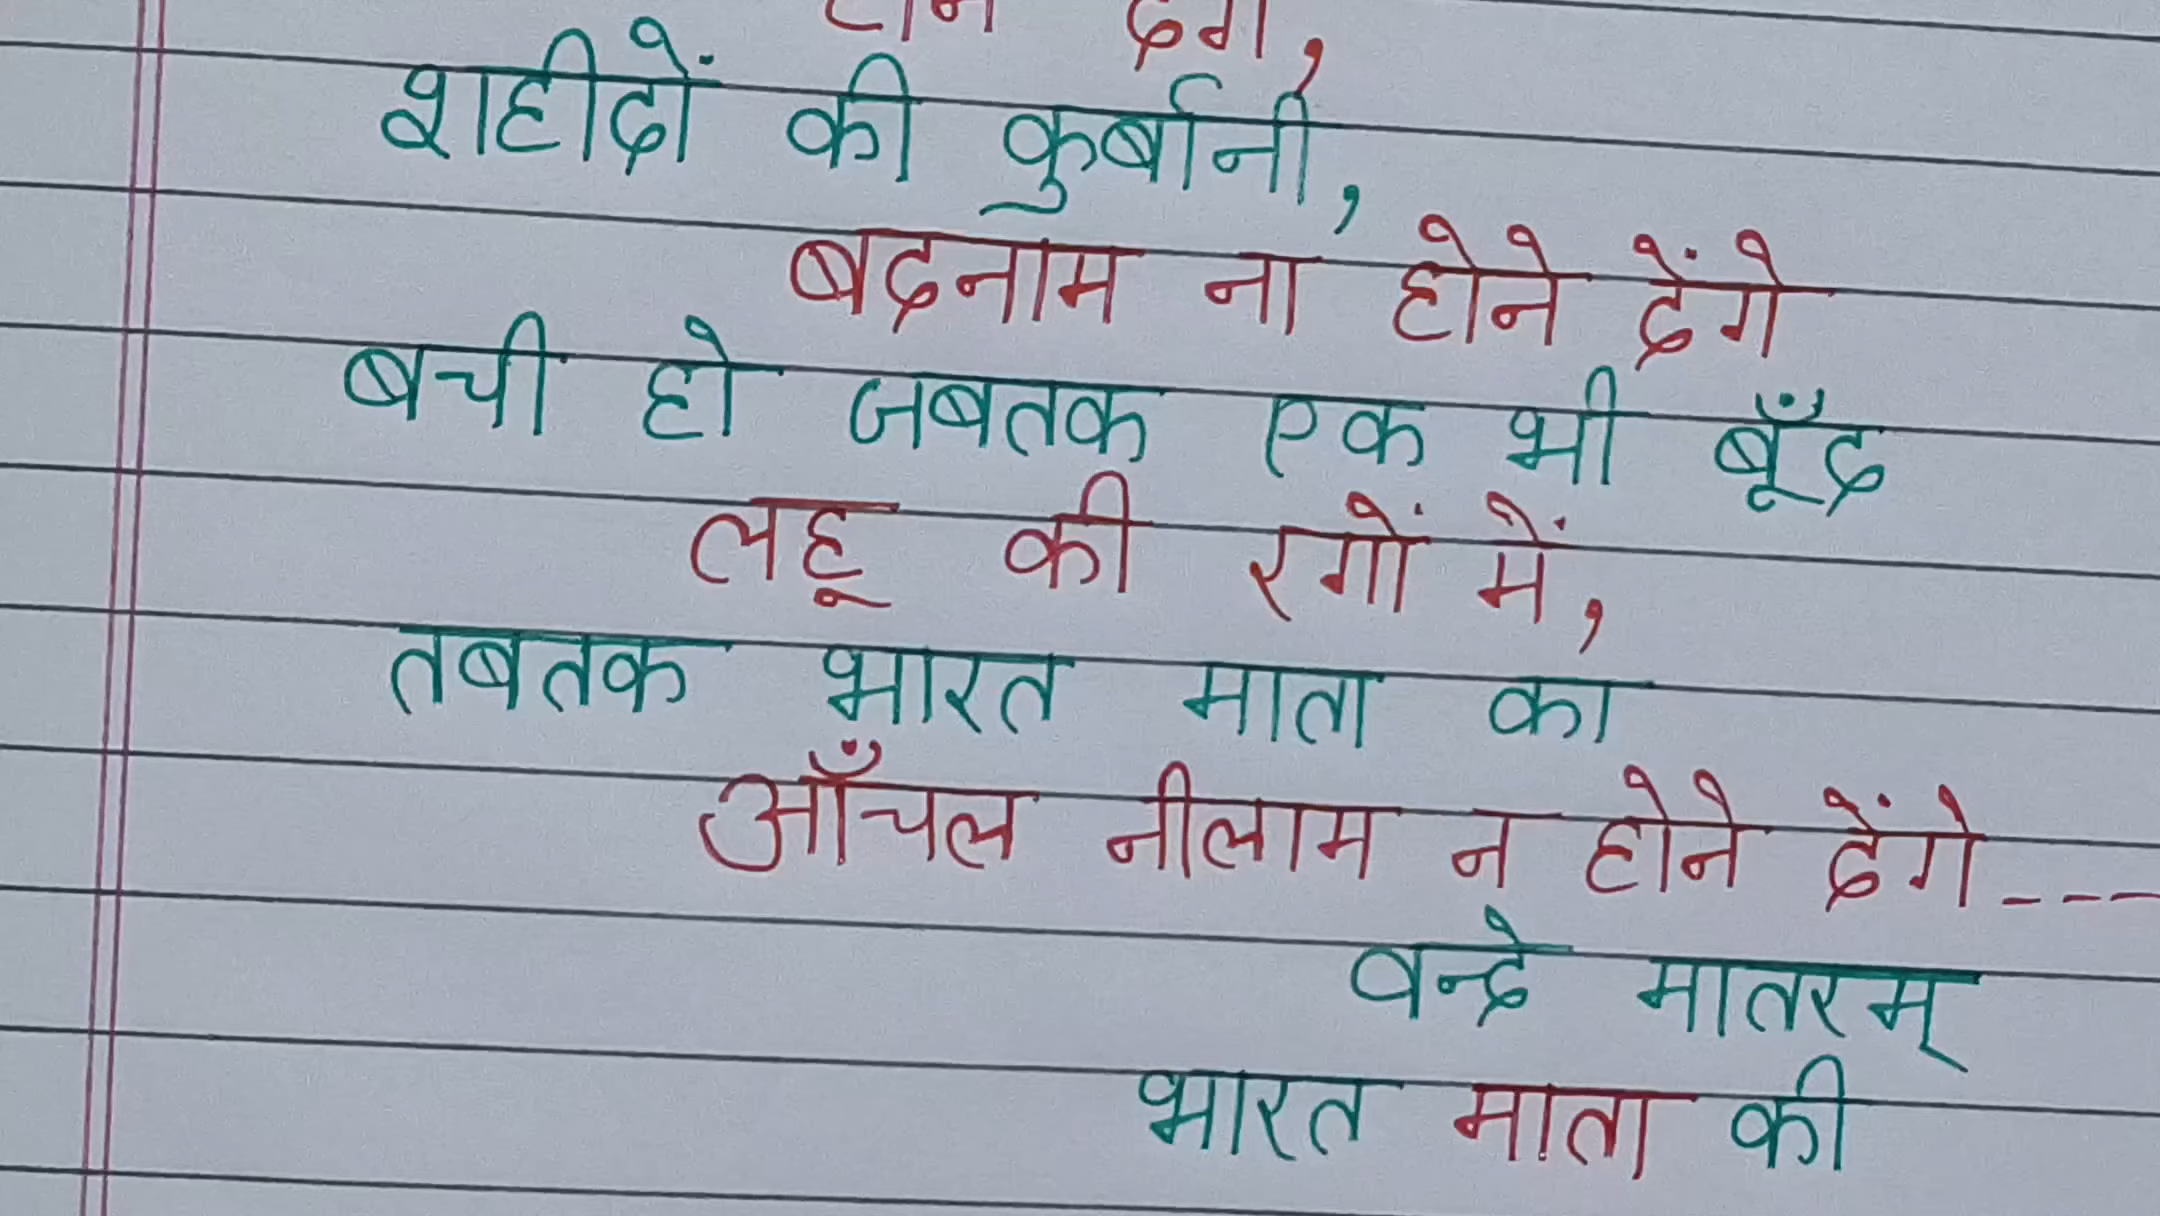 शहीदों की कुर्बानी,
बदनाम ना होने देंगे
बची हो जबतक एक भी बूँद
लहू की रगों में,
तबतक भारत माता का
आँचल नीलाम न होने देंगे----
वन्दे मातरम्
भारत माता की